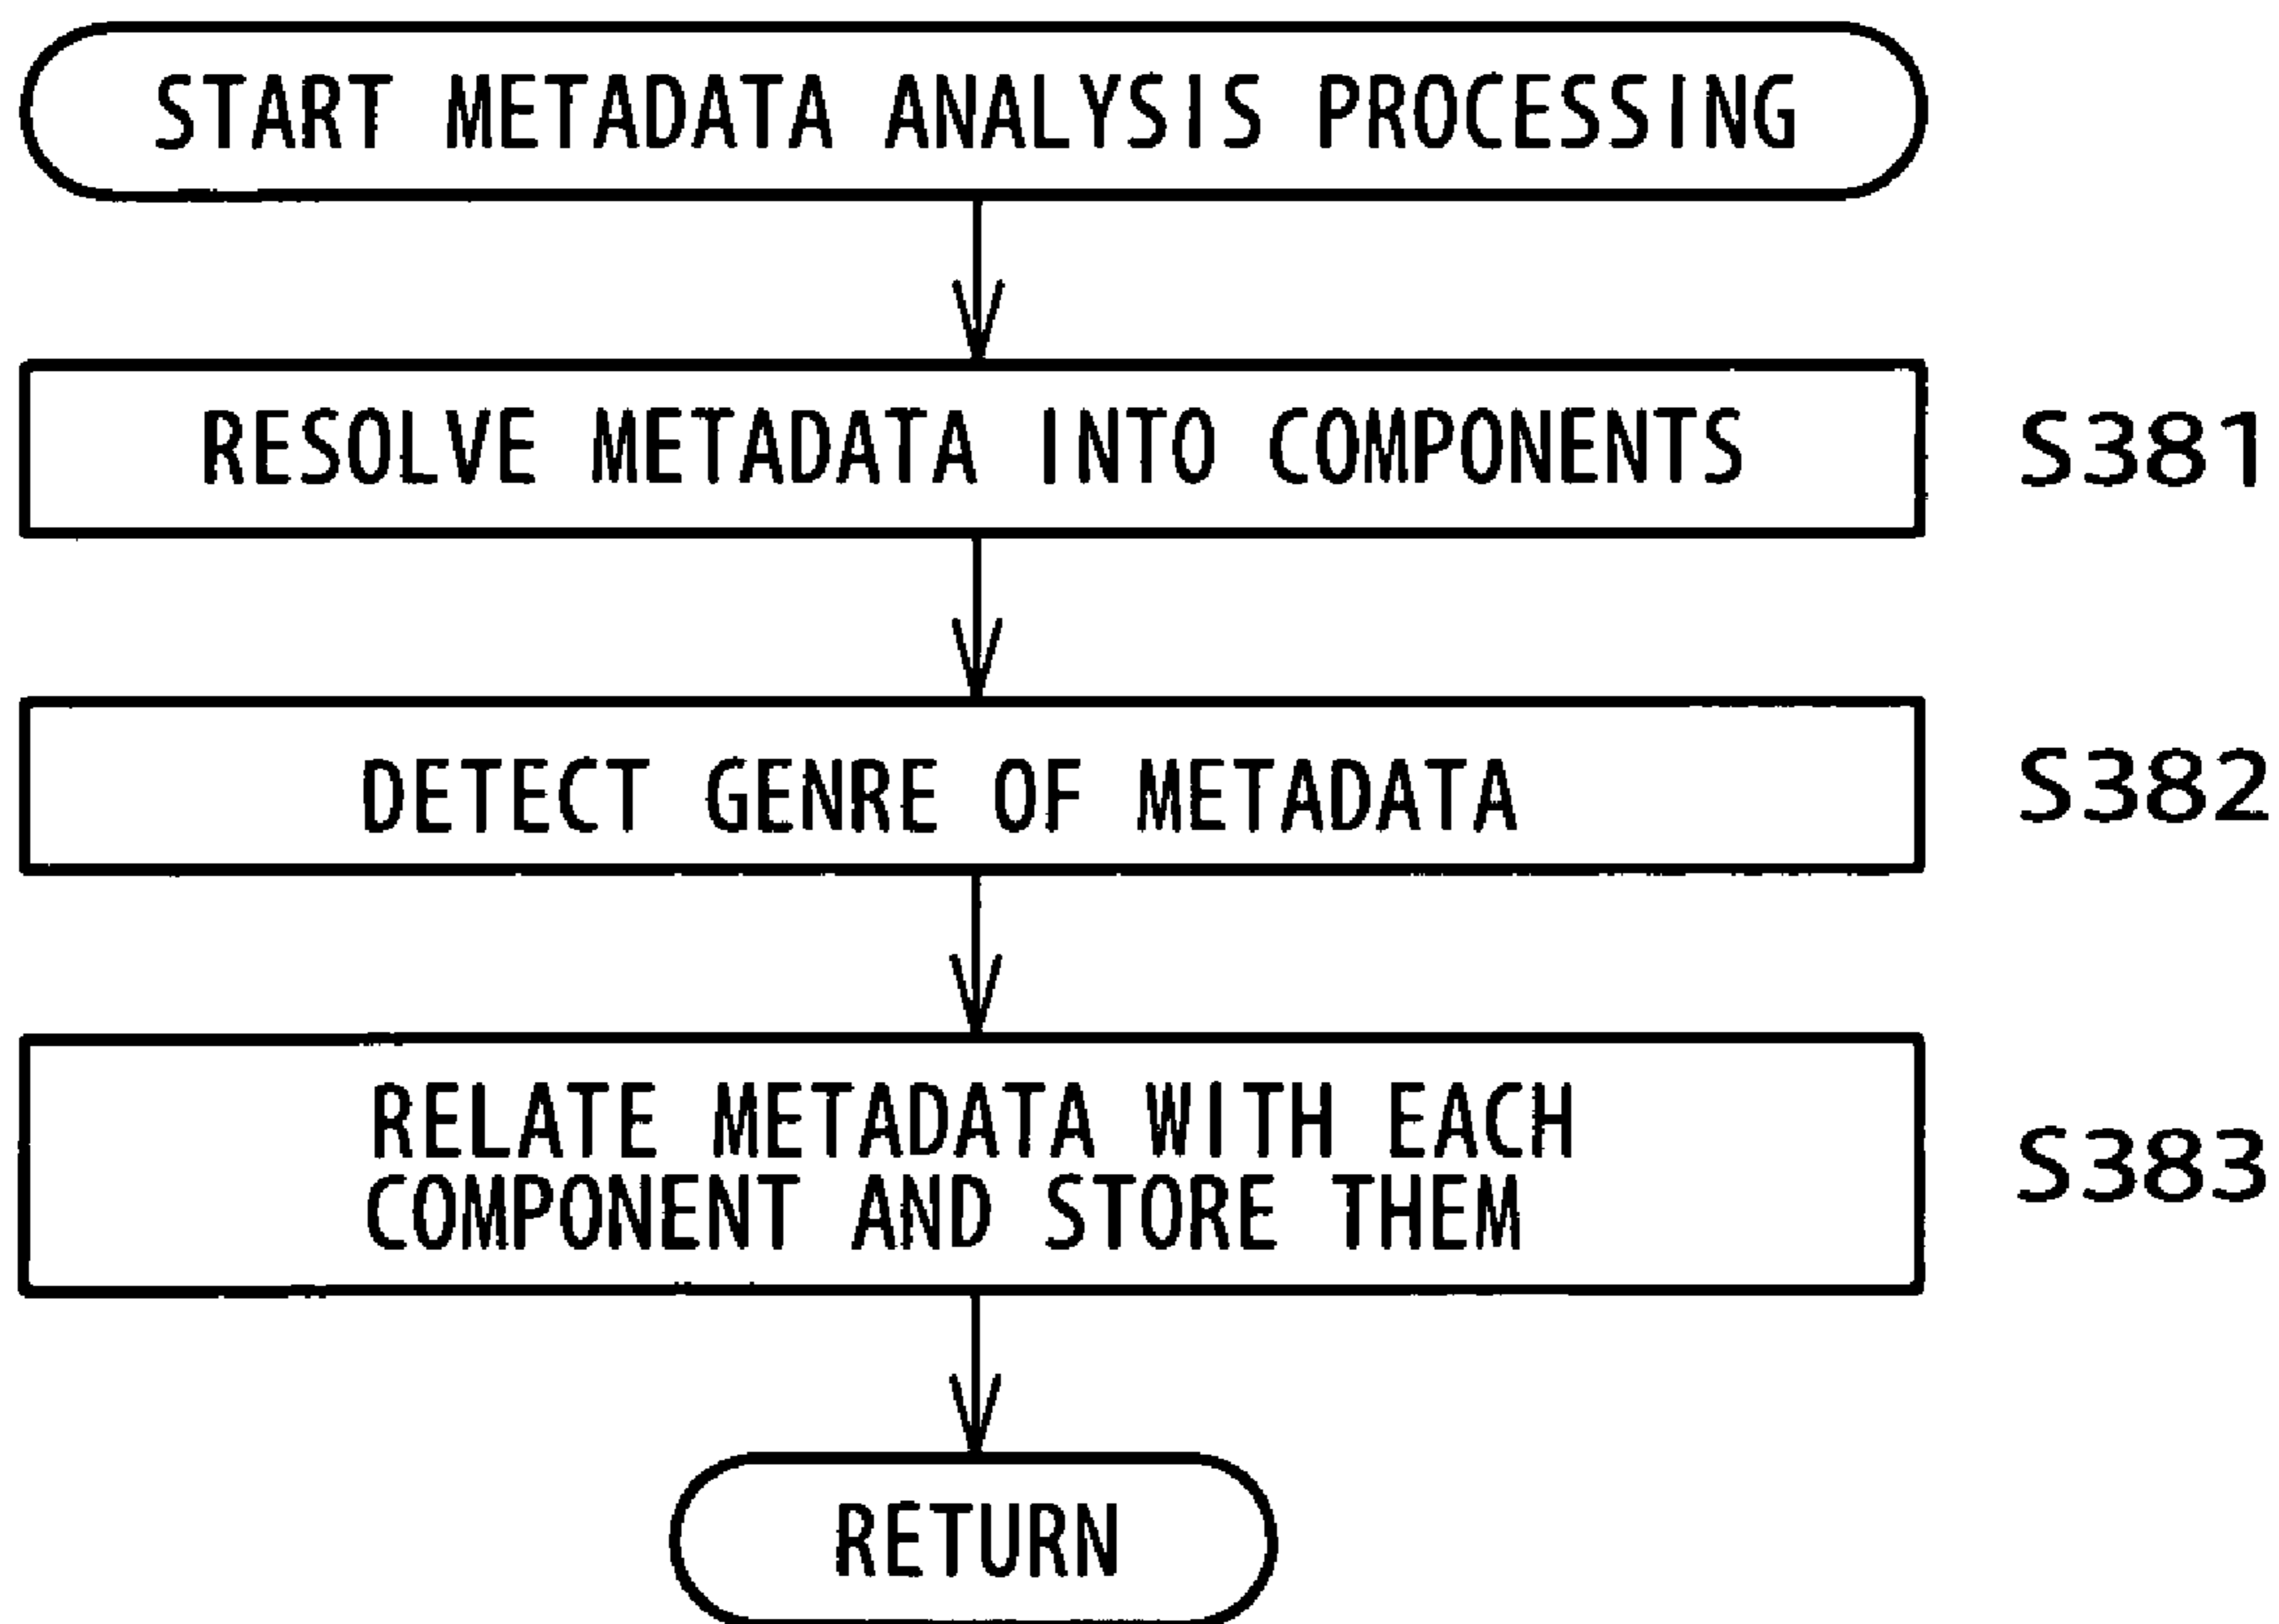 START METADATA ANALYSIS PROCESSING
RESOLVE METADATA INTO COMPONENTS
S381
DETECT GENRE OF METADATA
S382
RELATE METADATA WITH EACH
COMPONENT AND STORE THEM
S383
RETURN